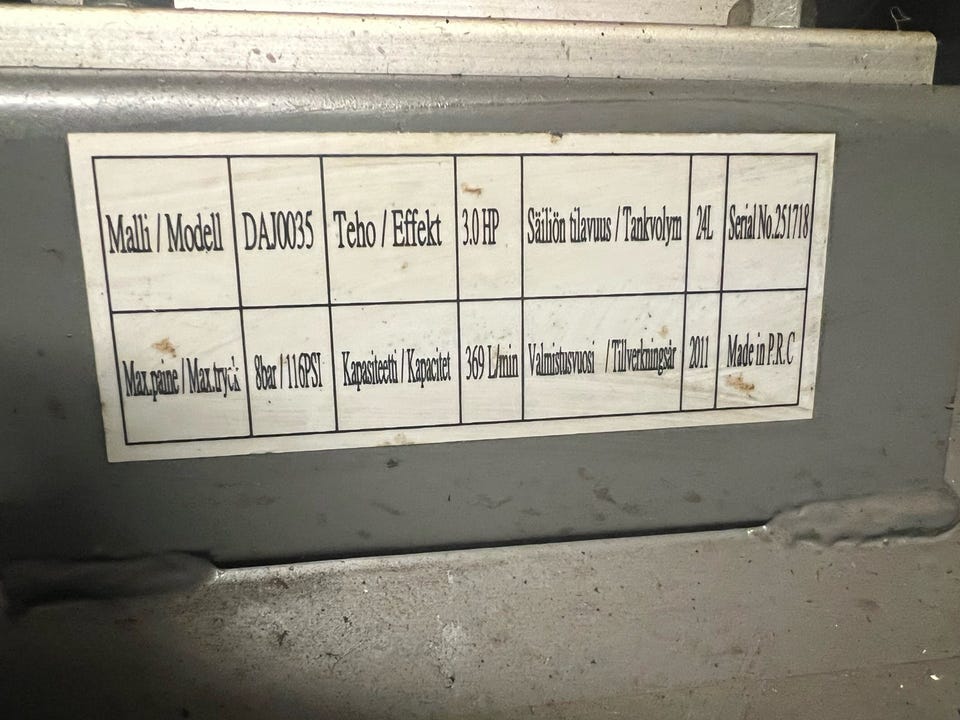 Malli / Modell DAJ0035 Teho / Effekt 3.0 HP Säiliön tilavuus / Tankvolym 24L Serial No.251718
Max.paine / Max.tryck 8bar / 116PSI Kapasiteetti / Kapacitet 369 L/min Valmistusvuosi / Tillverkningsår 2011 Made in P.R.C